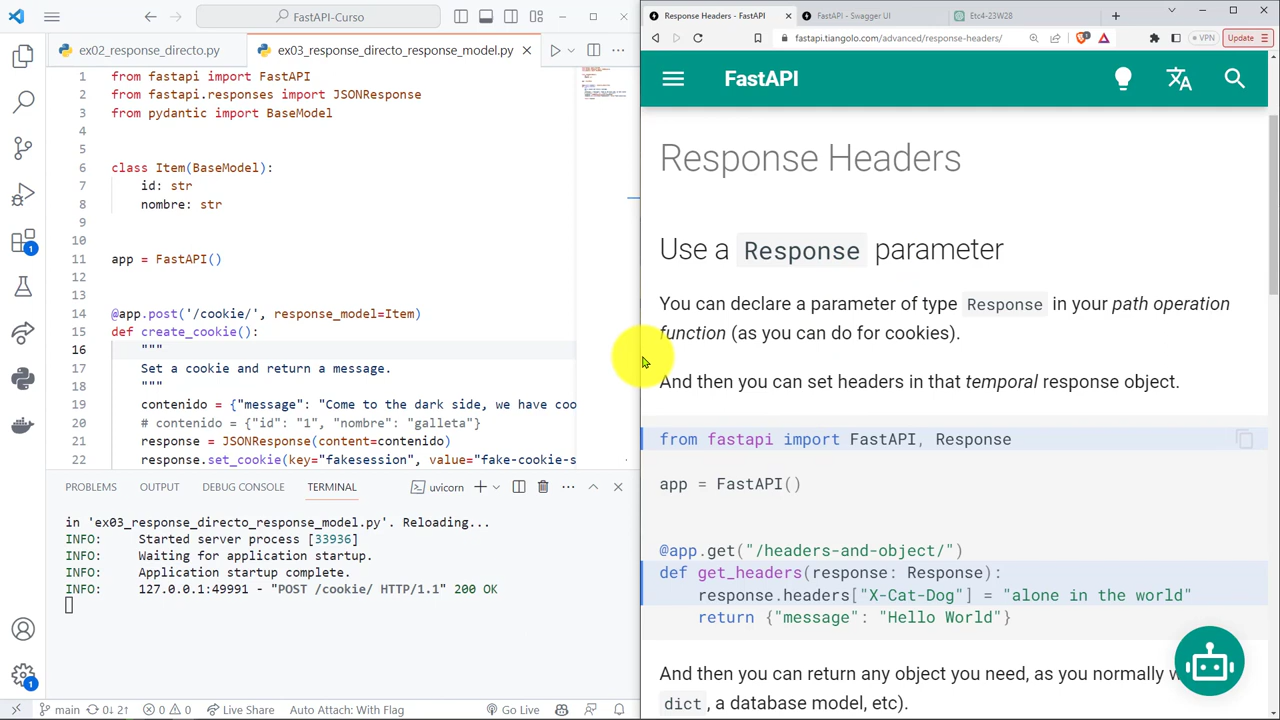 FastAPI-Curso
ex02_response_directo.py
ex03_response_directo_response_model.py
1 from fastapi import FastAPI
2 from fastapi.responses import JSONResponse
3 from pydantic import BaseModel
4
5
6 class Item(BaseModel):
7 id: str
8 nombre: str
9
10
11 app = FastAPI()
12
13
14 @app.post('/cookie/', response_model=Item)
15 def create_cookie():
16 """
17 Set a cookie and return a message.
18 """
19 contenido = {"message": "Come to the dark side, we have coo
20 # contenido = {"id": "1", "nombre": "galleta"}
21 response = JSONResponse(content=contenido)
22 response.set_cookie(key="fakesession", value="fake-cookie-s
PROBLEMS OUTPUT DEBUG CONSOLE TERMINAL uvicorn
in 'ex03_response_directo_response_model.py'. Reloading...
INFO: Started server process [33936]
INFO: Waiting for application startup.
INFO: Application startup complete.
INFO: 127.0.0.1:49991 - "POST /cookie/ HTTP/1.1" 200 OK
1
1
main 0↓ 2↑ 0 0 Live Share Auto Attach: With Flag Go Live
Response Headers - FastAPI
FastAPI - Swagger UI
Etc4-23W28
fastapi.tiangolo.com/advanced/response-headers/
VPN
Update
FastAPI
Response Headers
Use a Response parameter
You can declare a parameter of type Response in your path operation
function (as you can do for cookies).
And then you can set headers in that temporal response object.
from fastapi import FastAPI, Response
app = FastAPI()
@app.get("/headers-and-object/")
def get_headers(response: Response):
response.headers["X-Cat-Dog"] = "alone in the world"
return {"message": "Hello World"}
And then you can return any object you need, as you normally w
dict, a database model, etc).